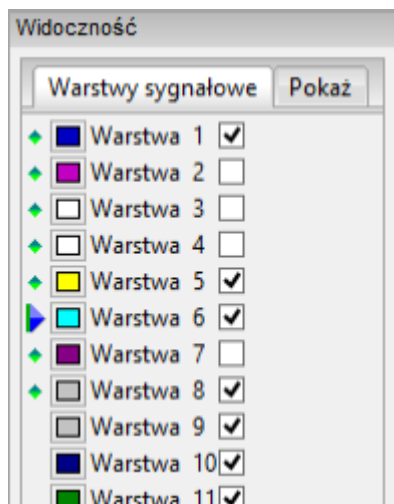 Widoczność
Warstwy sygnałowe Pokaż
Warstwa 1
Warstwa 2
Warstwa 3
Warstwa 4
Warstwa 5
Warstwa 6
Warstwa 7
Warstwa 8
Warstwa 9
Warstwa 10
Warstwa 11